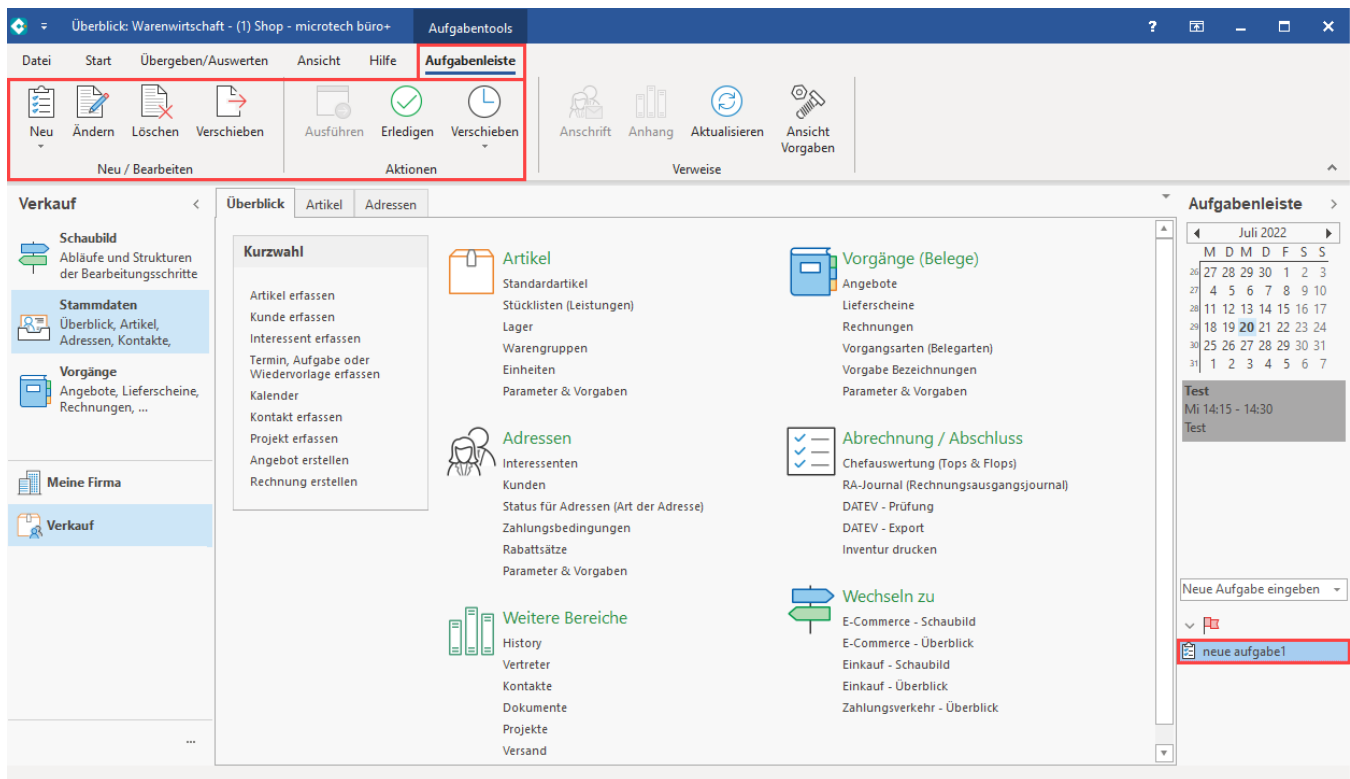 Überblick: Warenwirtschaft - (1) Shop - microtech büro+
Aufgabentools
?
Datei Start Übergeben/Auswerten Ansicht Hilfe Aufgabenleiste
Neu Ändern Löschen Verschieben Ausführen Erledigen Verschieben Anschrift Anhang Aktualisieren Ansicht
Vorgaben
Neu / Bearbeiten Aktionen Verweise
Verkauf
Schaubild
Abläufe und Strukturen
der Bearbeitungsschritte
Stammdaten
Überblick, Artikel,
Adressen, Kontakte,
Vorgänge
Angebote, Lieferscheine,
Rechnungen, ...
Meine Firma
Verkauf
...
Überblick Artikel Adressen
Kurzwahl
Artikel erfassen
Kunde erfassen
Interessent erfassen
Termin, Aufgabe oder
Wiedervorlage erfassen
Kalender
Kontakt erfassen
Projekt erfassen
Angebot erstellen
Rechnung erstellen
Artikel
Standardartikel
Stücklisten (Leistungen)
Lager
Warengruppen
Einheiten
Parameter & Vorgaben
Adressen
Interessenten
Kunden
Status für Adressen (Art der Adresse)
Zahlungsbedingungen
Rabattsätze
Parameter & Vorgaben
Weitere Bereiche
History
Vertreter
Kontakte
Dokumente
Projekte
Versand
Vorgänge (Belege)
Angebote
Lieferscheine
Rechnungen
Vorgangsarten (Belegarten)
Vorgabe Bezeichnungen
Parameter & Vorgaben
Abrechnung / Abschluss
Chefauswertung (Tops & Flops)
RA-Journal (Rechnungsausgangsjournal)
DATEV - Prüfung
DATEV - Export
Inventur drucken
Wechseln zu
E-Commerce - Schaubild
E-Commerce - Überblick
Einkauf - Schaubild
Einkauf - Überblick
Zahlungsverkehr - Überblick
Aufgabenleiste
Juli 2022
M D M D F S S
26 27 28 29 30 1 2 3
27 4 5 6 7 8 9 10
28 11 12 13 14 15 16 17
29 18 19 20 21 22 23 24
30 25 26 27 28 29 30 31
31 1 2 3 4 5 6 7
Test
Mi 14:15 - 14:30
Test
Neue Aufgabe eingeben
neue aufgabe1